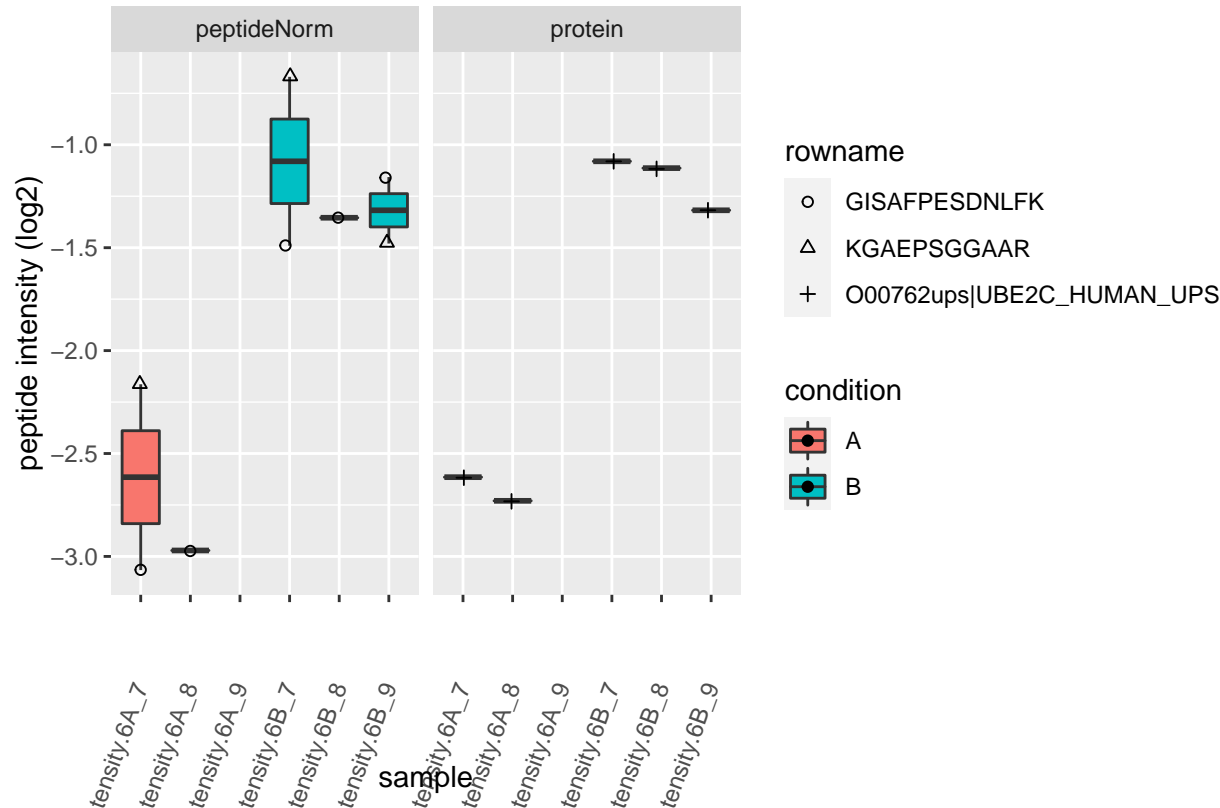 peptideNorm
protein
−1.0
−1.5
−2.0
−2.5
−3.0
peptide intensity (log2)
tensity.6A_7
tensity.6A_8
tensity.6A_9
tensity.6B_7
tensity.6B_8
tensity.6B_9
tensity.6A_7
tensity.6A_8
tensity.6A_9
tensity.6B_7
tensity.6B_8
tensity.6B_9
sample
rowname
GISAFPESDNLFK
KGAEPSGGAAR
O00762ups|UBE2C_HUMAN_UPS
condition
A
B